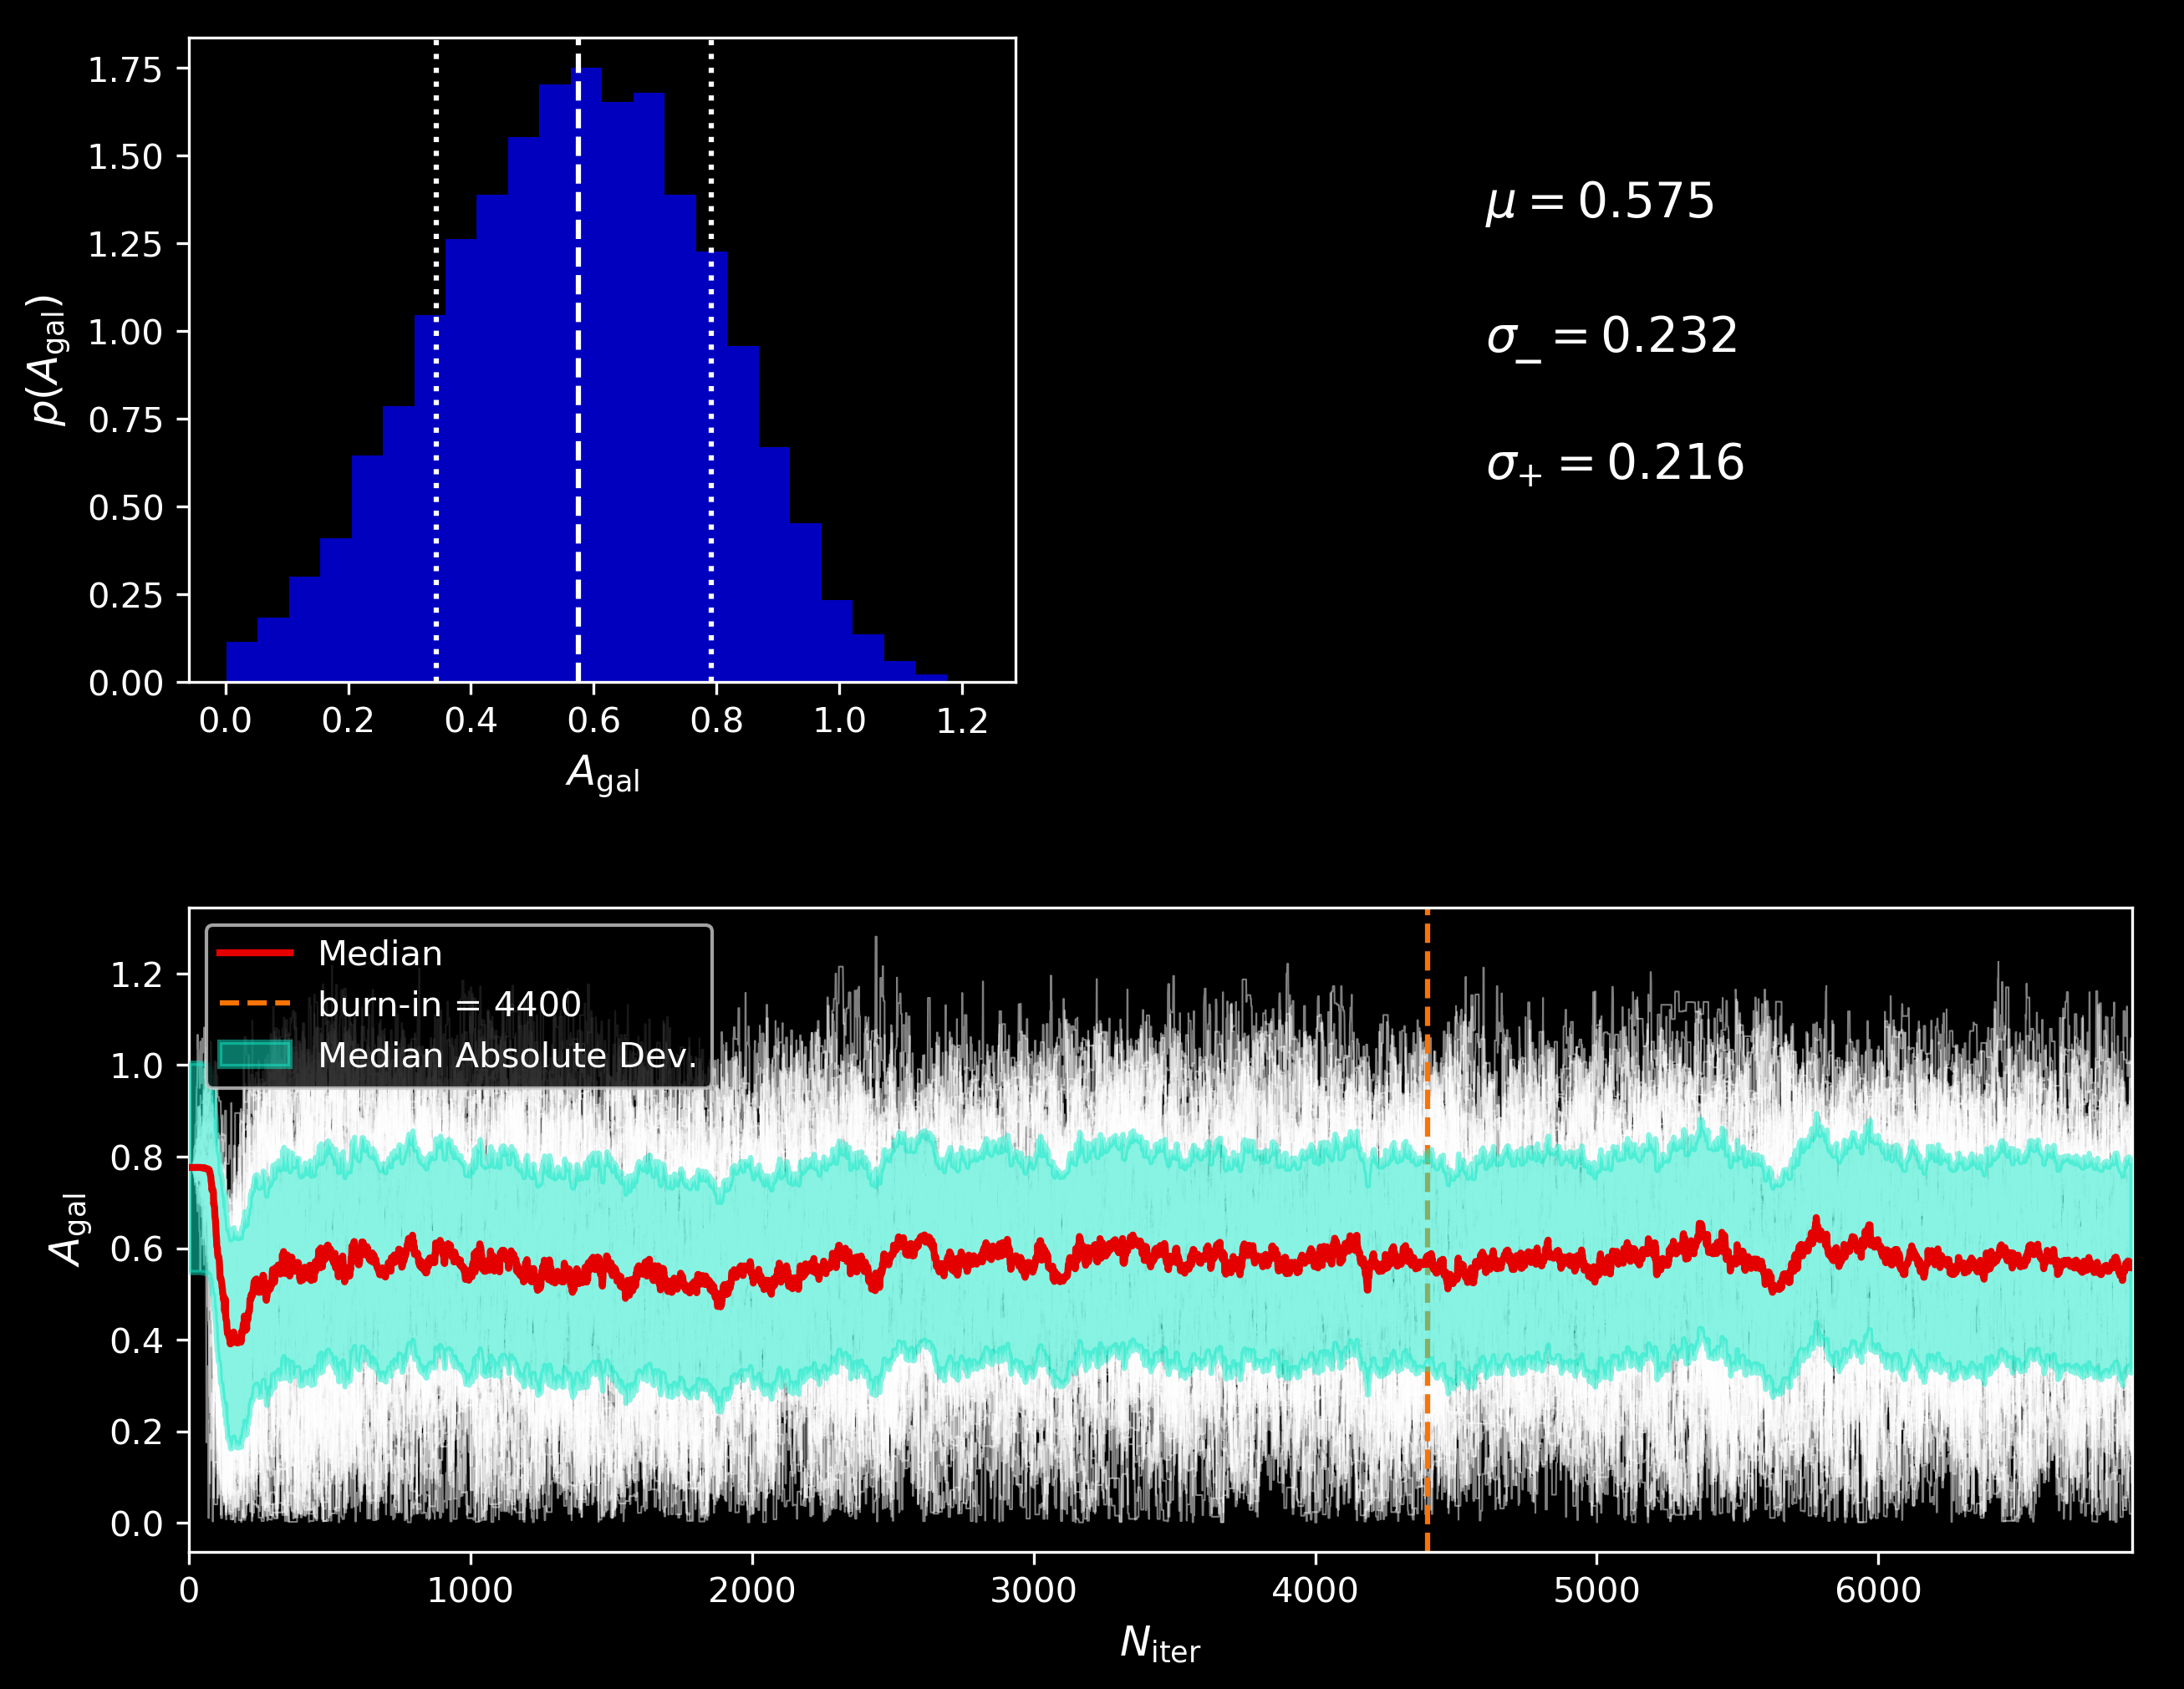 1.75
1.50
1.25
1.00
0.75
0.50
0.25
0.00
p(A_gal)
0.0 0.2 0.4 0.6 0.8 1.0 1.2
A_gal
μ = 0.575
σ_− = 0.232
σ_+ = 0.216
Median
burn-in = 4400
Median Absolute Dev.
1.2
1.0
0.8
0.6
0.4
0.2
0.0
A_gal
0 1000 2000 3000 4000 5000 6000
N_iter